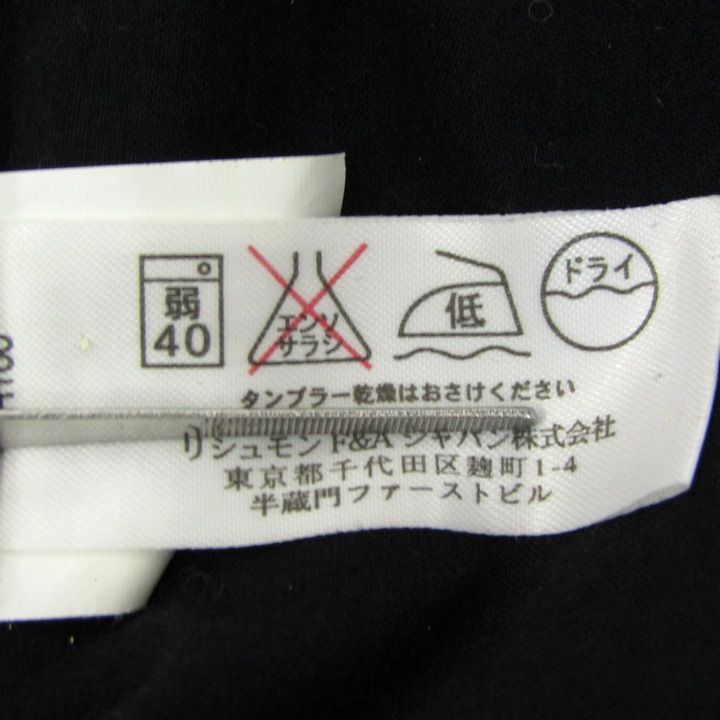 弱
40
エンソ
サラシ
低
ドライ
タンブラー乾燥はおさけください
リシュモンF&A ジャパン株式会社
東京都千代田区麹町1-4
半蔵門ファーストビル